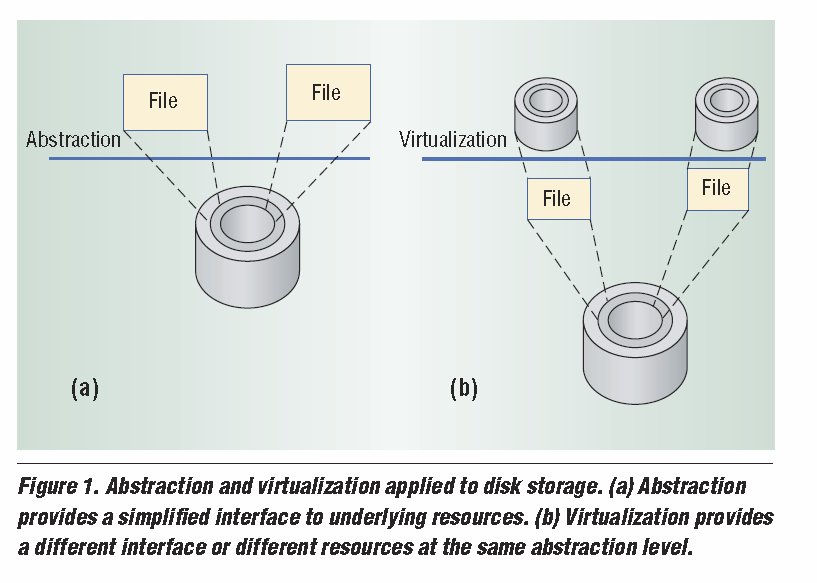 File
File
Abstraction
(a)
Virtualization
File
File
(b)
Figure 1. Abstraction and virtualization applied to disk storage. (a) Abstraction
provides a simplified interface to underlying resources. (b) Virtualization provides
a different interface or different resources at the same abstraction level.